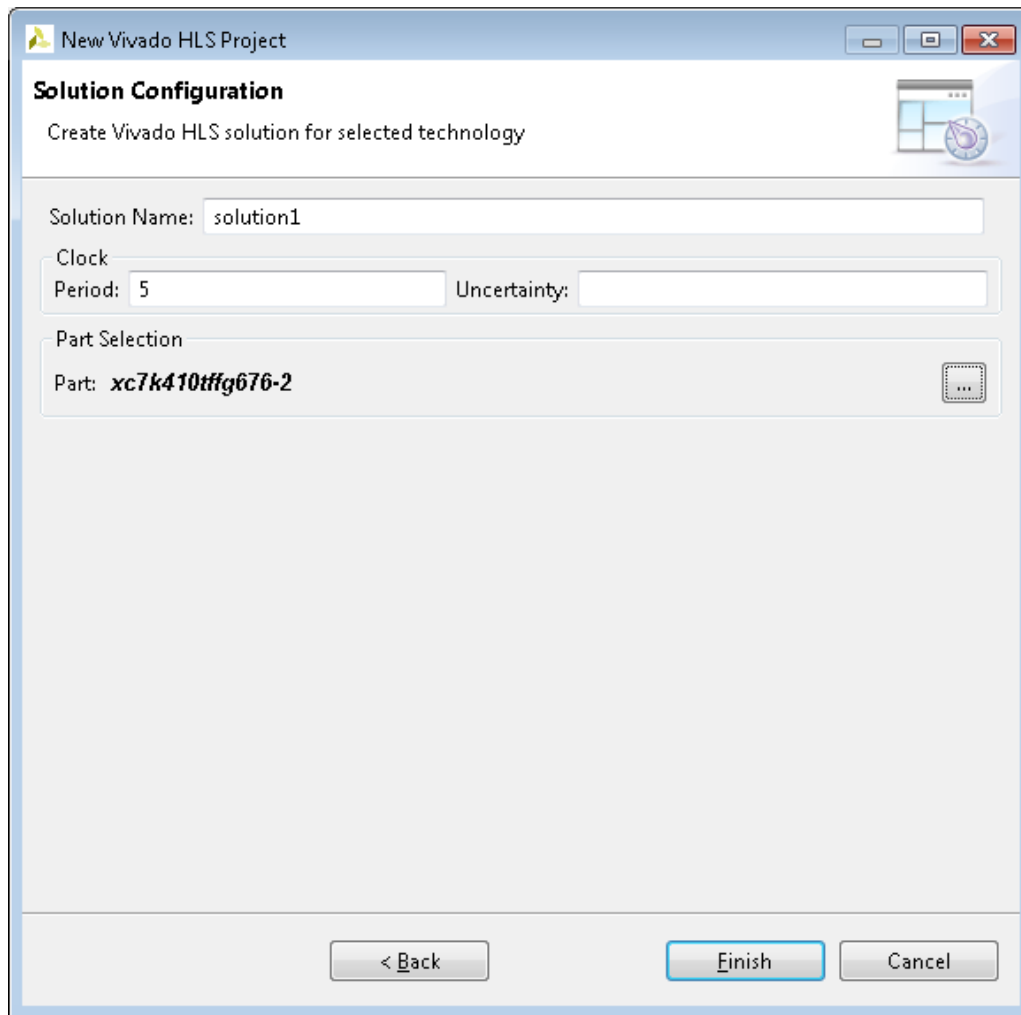 New Vivado HLS Project
Solution Configuration
Create Vivado HLS solution for selected technology
Solution Name: solution1
Clock
Period: 5 Uncertainty:
Part Selection
Part: xc7k410tffg676-2
...
< Back Finish Cancel